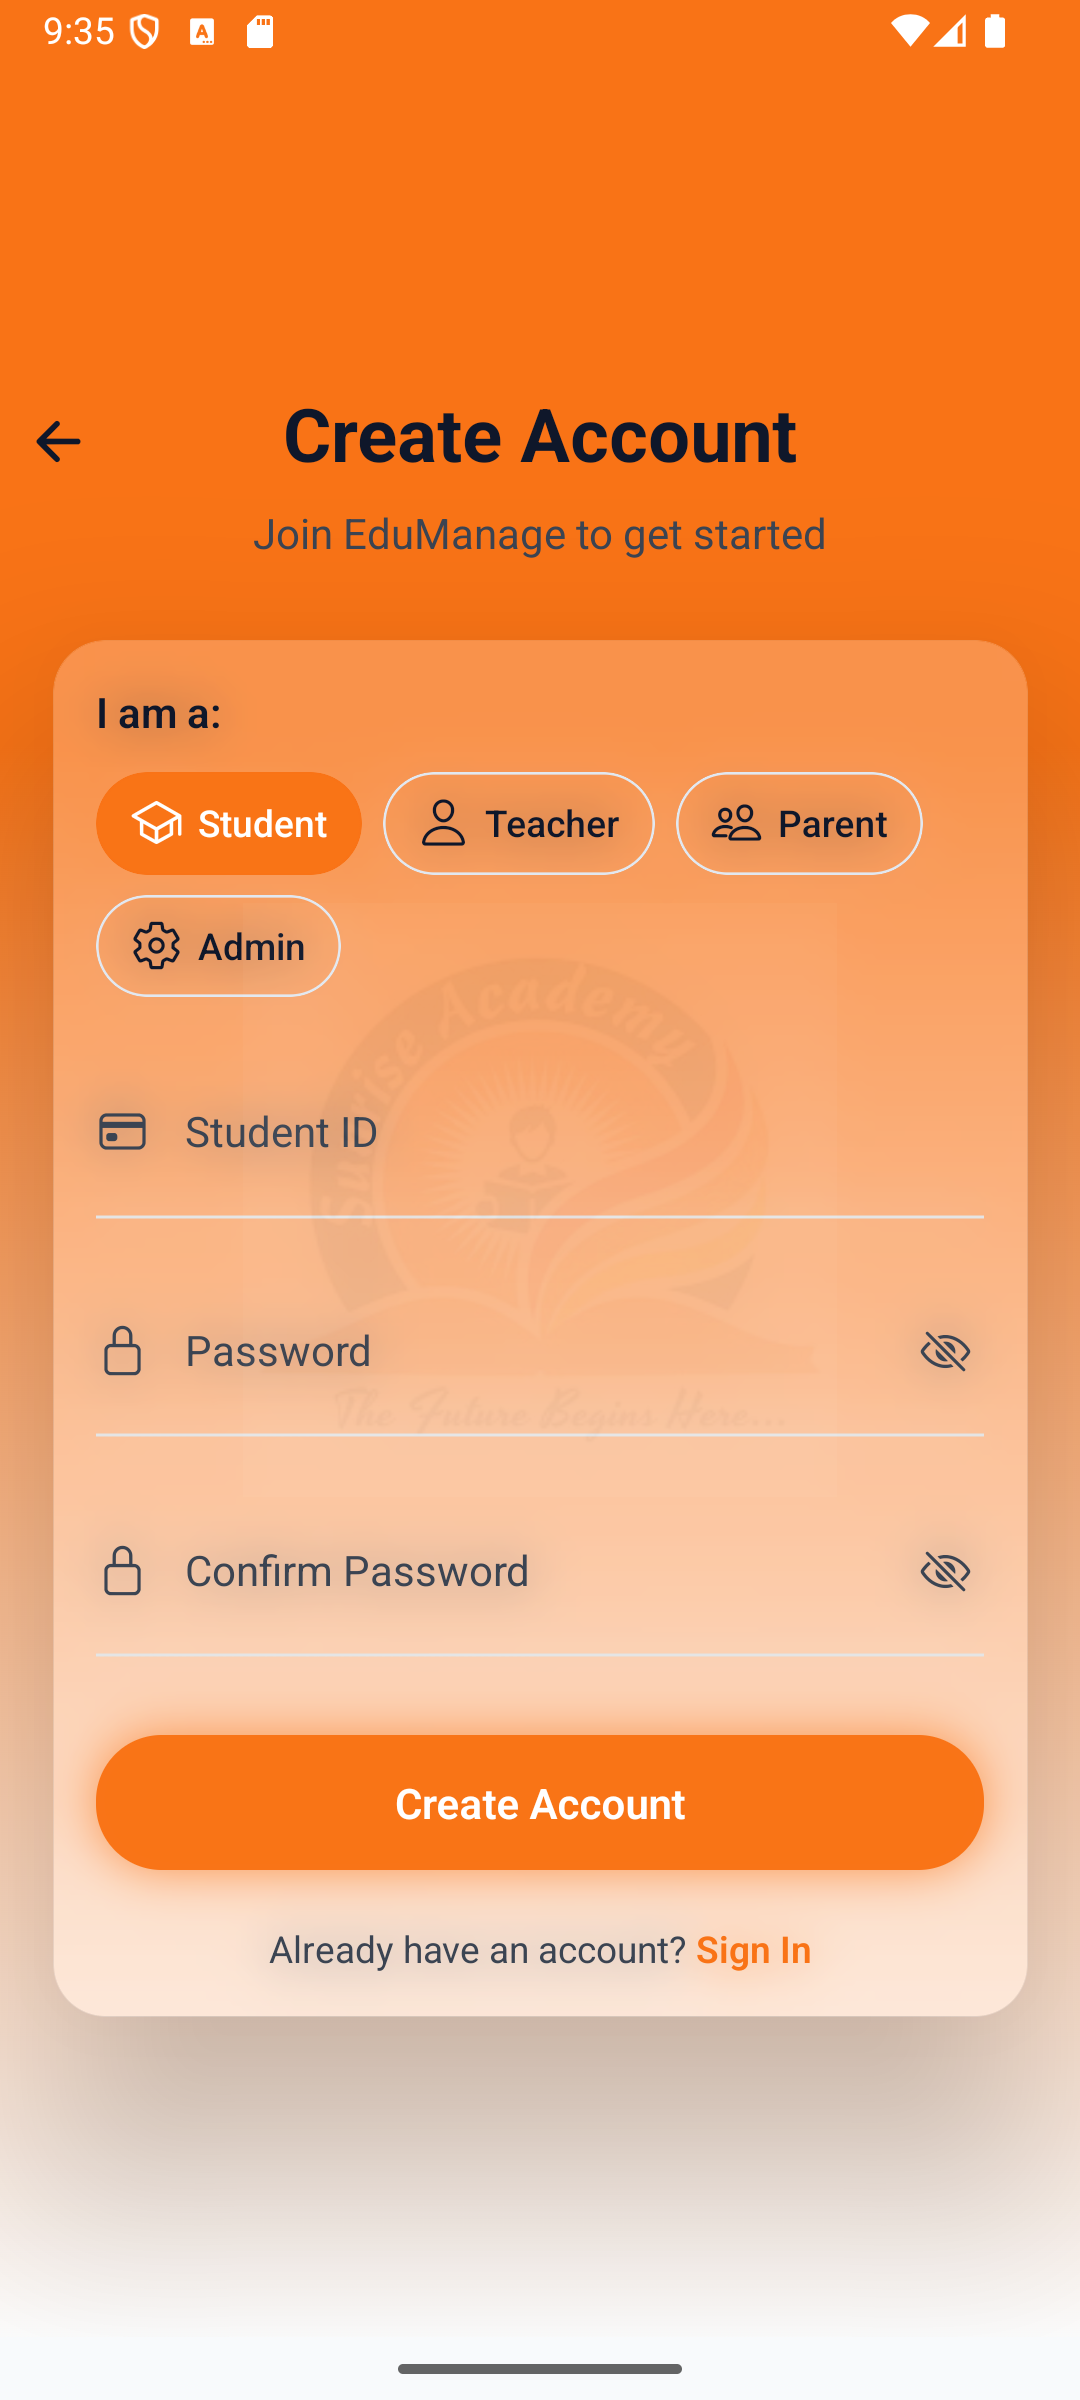 9:35
Create Account
Join EduManage to get started
I am a:
Student
Teacher
Parent
Admin
Sunrise Academy
Student ID
Password
The Future Begins Here...
Confirm Password
Create Account
Already have an account? Sign In